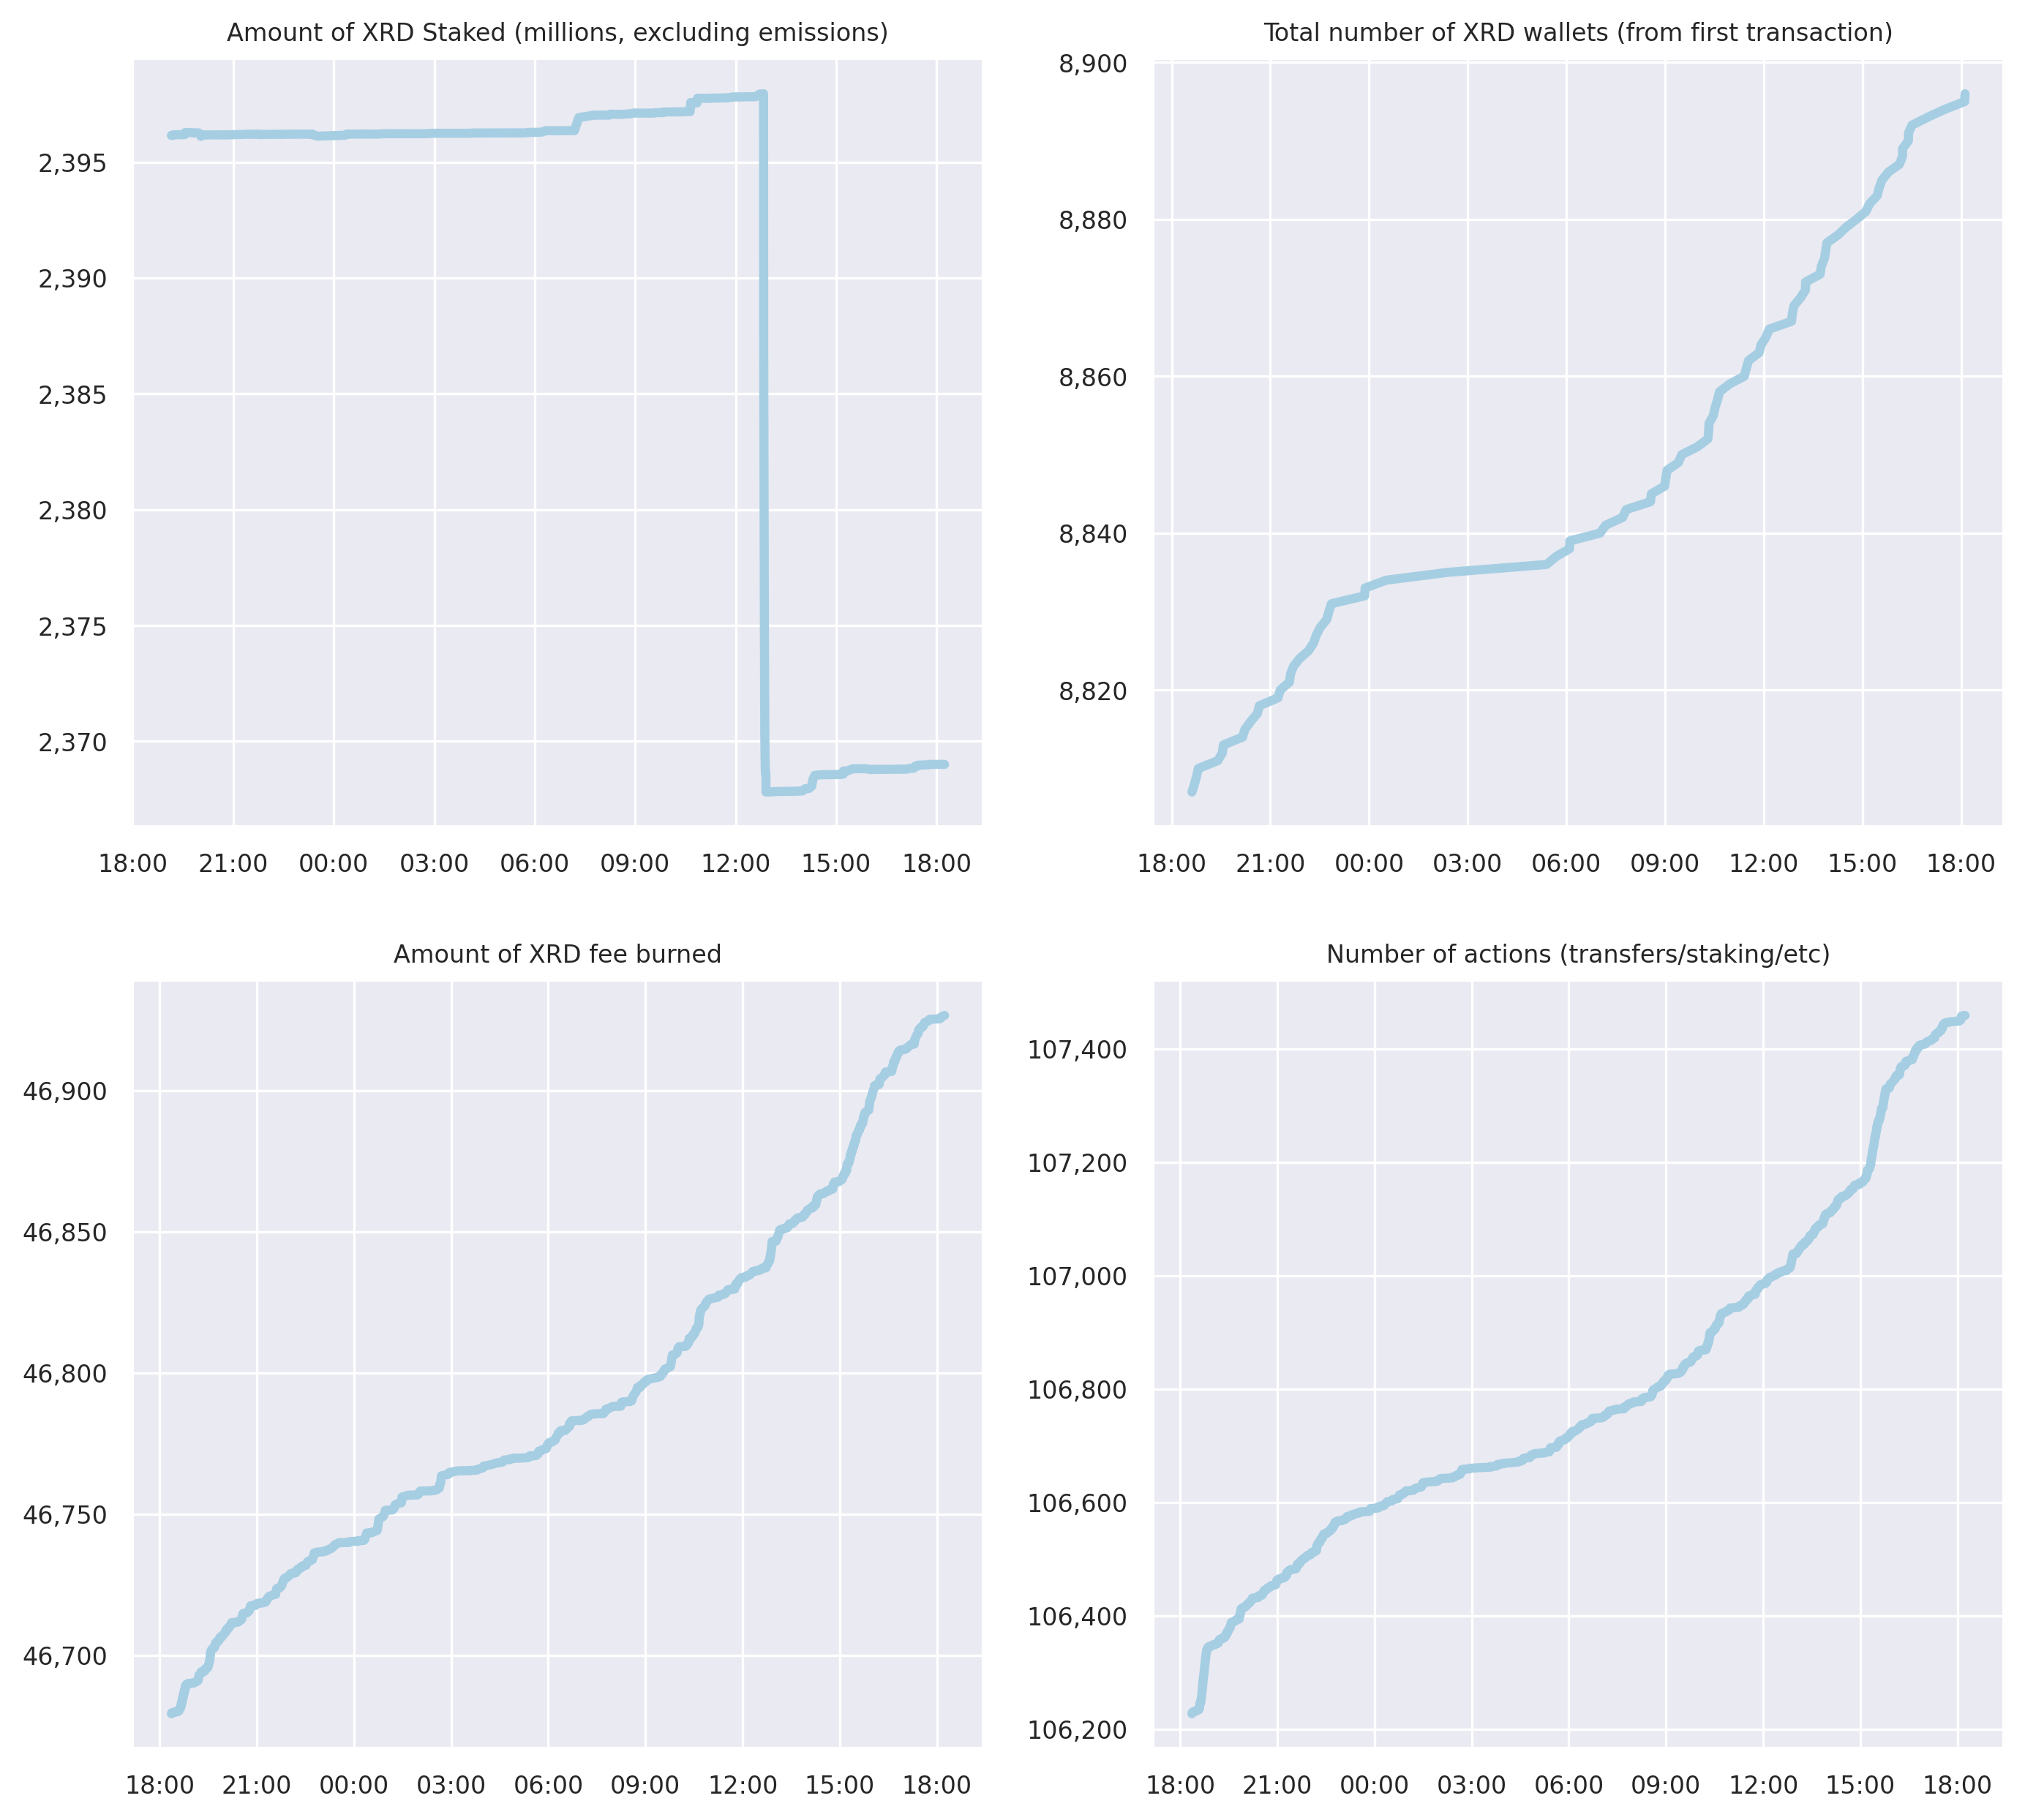 Amount of XRD Staked (millions, excluding emissions)
2,395
2,390
2,385
2,380
2,375
2,370
18:00 21:00 00:00 03:00 06:00 09:00 12:00 15:00 18:00
Total number of XRD wallets (from first transaction)
8,900
8,880
8,860
8,840
8,820
18:00 21:00 00:00 03:00 06:00 09:00 12:00 15:00 18:00
Amount of XRD fee burned
46,900
46,850
46,800
46,750
46,700
18:00 21:00 00:00 03:00 06:00 09:00 12:00 15:00 18:00
Number of actions (transfers/staking/etc)
107,400
107,200
107,000
106,800
106,600
106,400
106,200
18:00 21:00 00:00 03:00 06:00 09:00 12:00 15:00 18:00